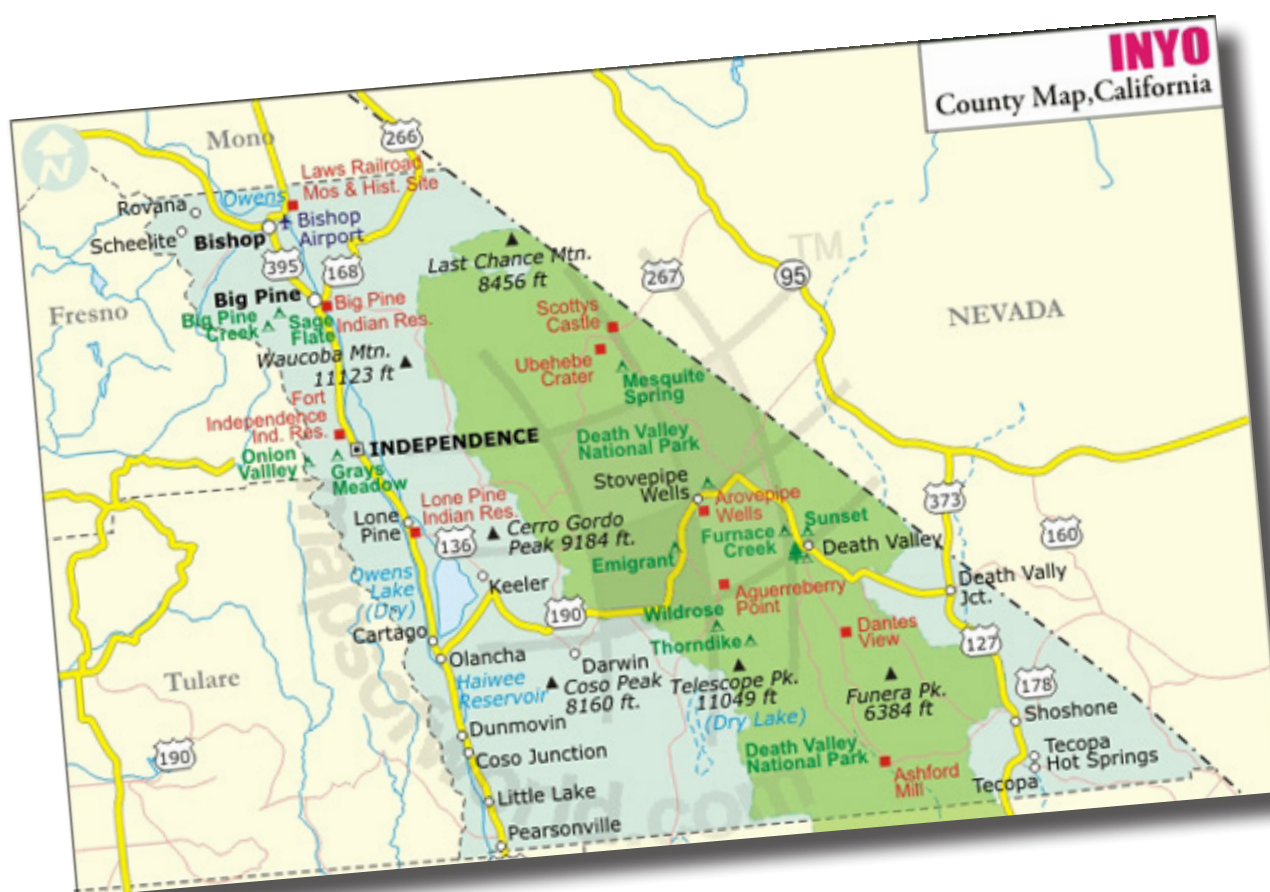 INYO
County Map,California
Mono
266
Laws Railroad
Mos & Hist. Site
Rovana
Owens
Scheelite
Bishop
Bishop
Airport
395
168
Last Chance Mtn.
8456 ft
267
TM
95
NEVADA
Fresno
Big Pine
Big Pine
Indian Res.
Big Pine
Creek
Sage
Flate
Scottys
Castle
Waucoba Mtn.
11123 ft
Ubehebe
Crater
Mesquite
Spring
Fort
Independence
Ind. Res.
INDEPENDENCE
Death Valley
National Park
Onion
Vallley
Grays
Meadow
Stovepipe
Wells
Arovepipe
Wells
373
Lone Pine
Indian Res.
Lone
Pine
Cerro Gordo
Peak 9184 ft.
136
Sunset
Furnace
Creek
Death Valley
160
Emigrant
Owens
Lake
((Dry)
Keeler
Death Vally
Jct.
Aguerreberry
Point
190
Wildrose
Cartago
Dantes
View
127
Thorndike
Olancha
Darwin
Tulare
Haiwee
Reservoir
Coso Peak
8160 ft.
Telescope Pk.
11049 ft
(Dry Lake)
Funera Pk.
6384 ft
178
Shoshone
Dunmovin
190
Coso Junction
Death Valley
National Park
Ashford
Mill
Tecopa
Hot Springs
Tecopa
Little Lake
Pearsonville
mapsofworld.com
N